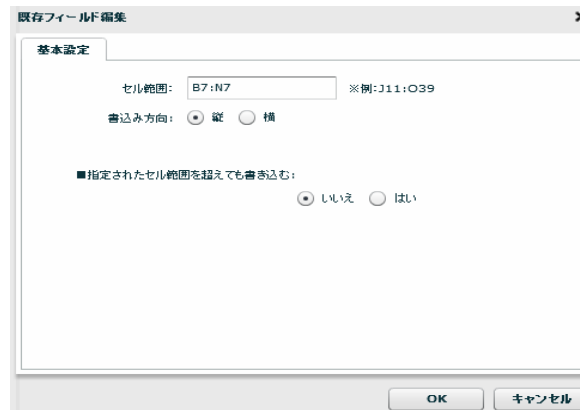 既存フィールド編集
基本設定
セル範囲: B7:N7 ※例:J11:O39
書込み方向: 縦 横
■指定されたセル範囲を超えても書き込む:
いいえ はい
OK キャンセル